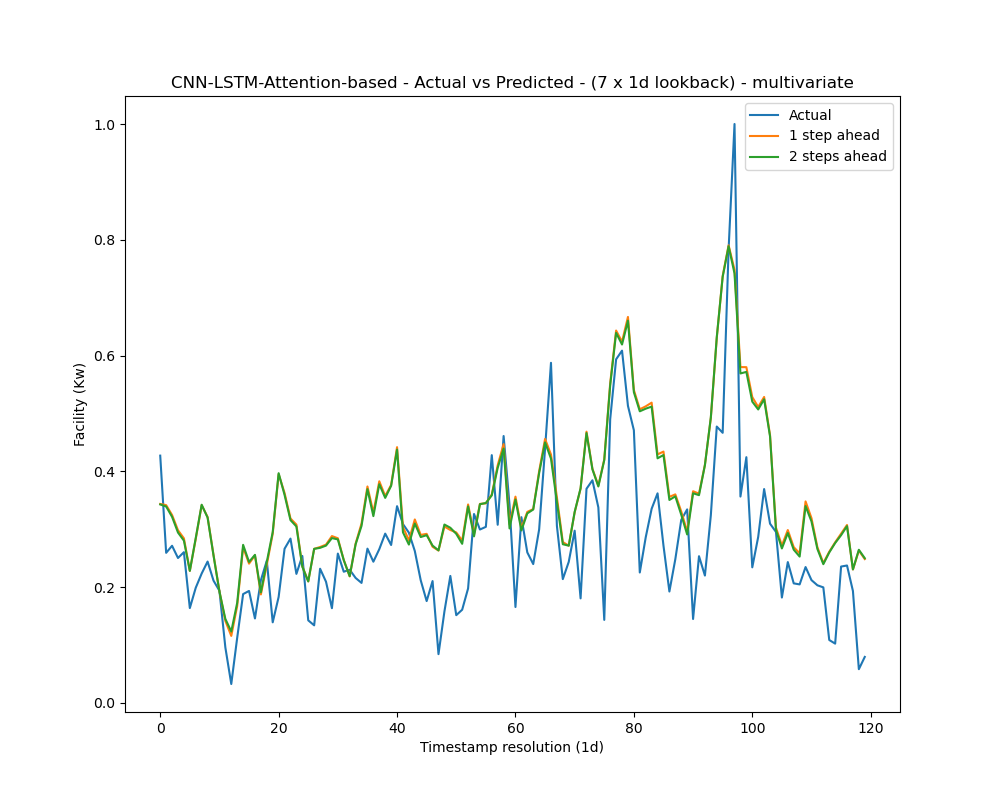 CNN-LSTM-Attention-based - Actual vs Predicted - (7 x 1d lookback) - multivariate
Actual
1 step ahead
2 steps ahead
1.0
0.8
0.6
0.4
0.2
0.0
Facility (Kw)
0 20 40 60 80 100 120
Timestamp resolution (1d)